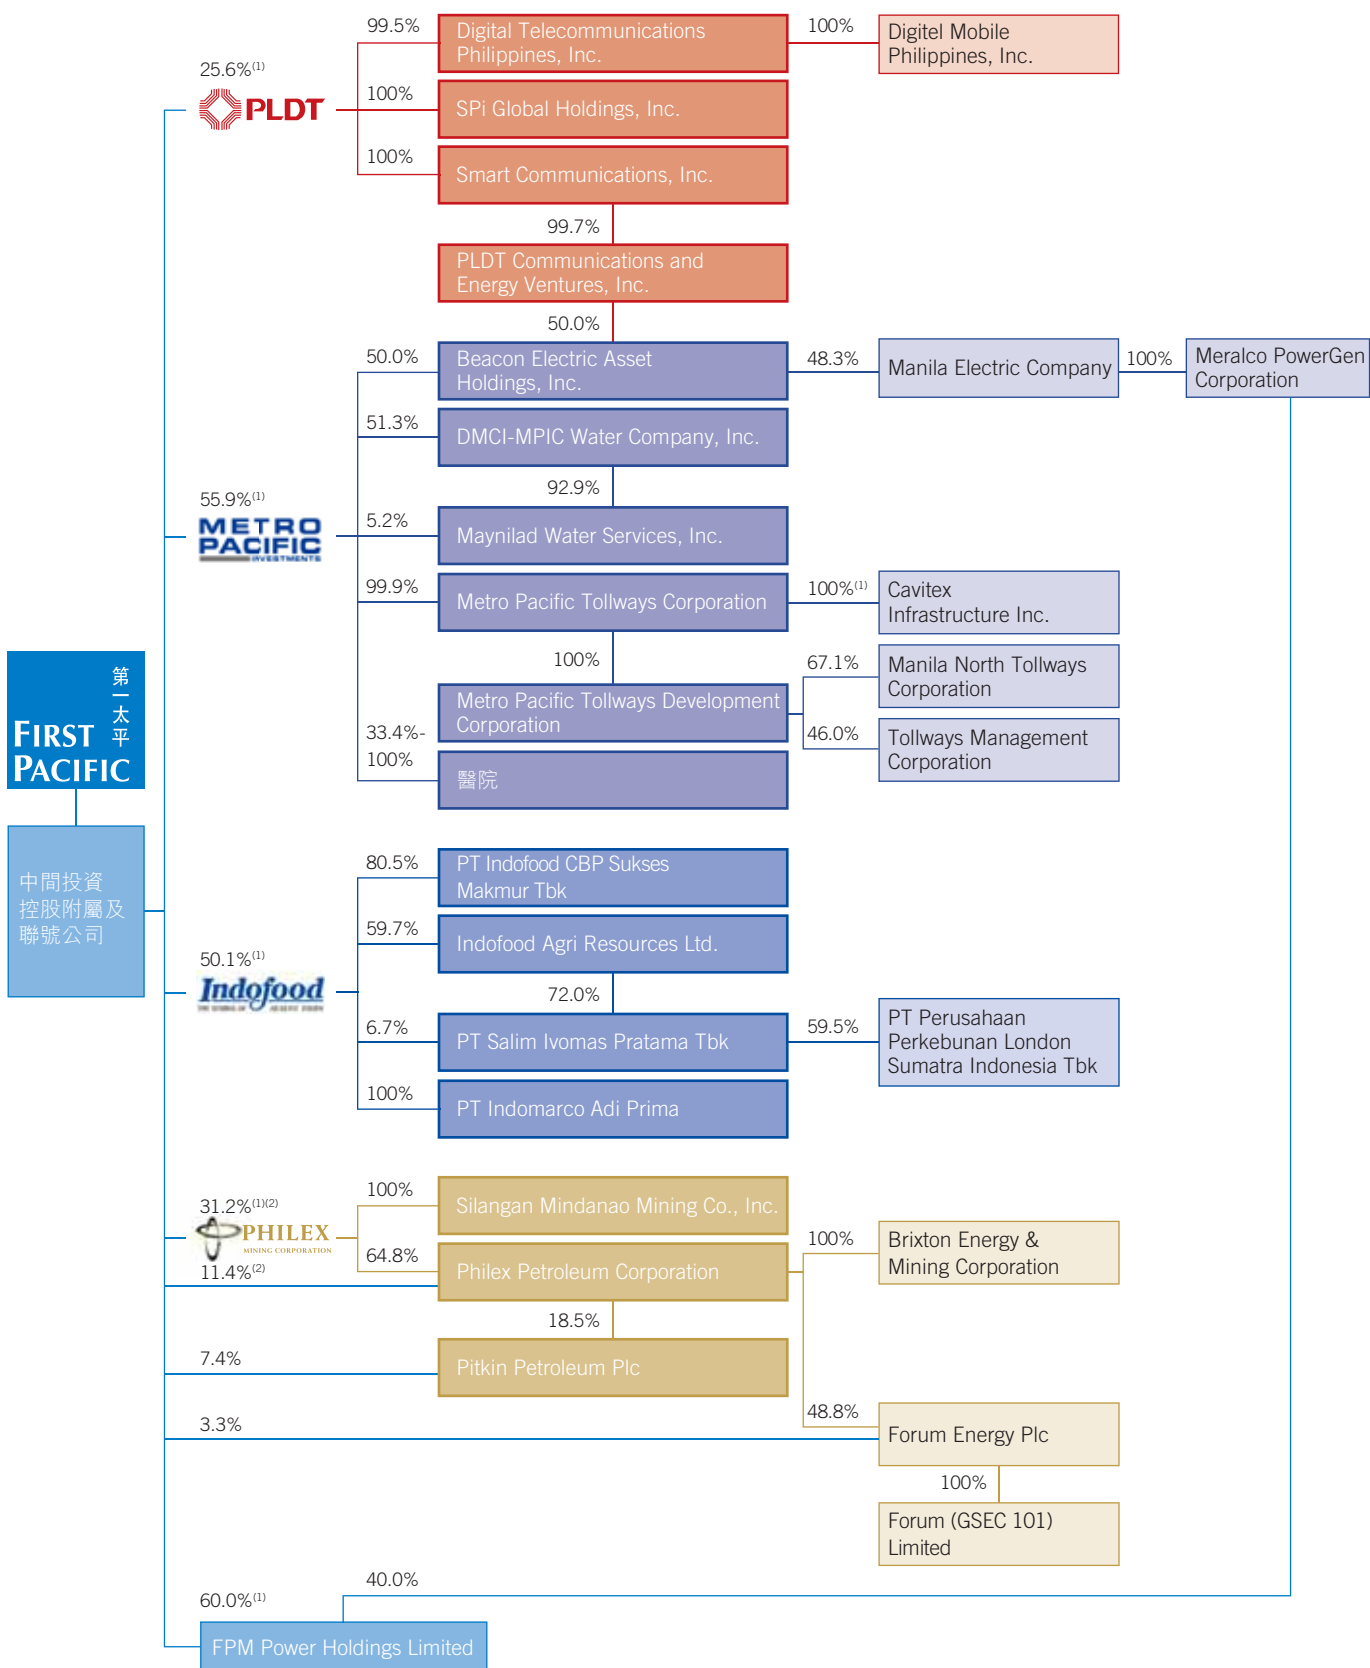 99.5%
Digital Telecommunications
Philippines, Inc.
100%
Digitel Mobile
Philippines, Inc.
25.6%(1)
PLDT
100%
SPi Global Holdings, Inc.
100%
Smart Communications, Inc.
99.7%
PLDT Communications and
Energy Ventures, Inc.
50.0%
50.0%
Beacon Electric Asset
Holdings, Inc.
48.3%
Manila Electric Company
100%
Meralco PowerGen
Corporation
51.3%
DMCI-MPIC Water Company, Inc.
92.9%
55.9%(1)
METRO
PACIFIC
INVESTMENTS
5.2%
Maynilad Water Services, Inc.
99.9%
Metro Pacific Tollways Corporation
100%(1)
Cavitex
Infrastructure Inc.
100%
67.1%
Manila North Tollways
Corporation
Metro Pacific Tollways Development
Corporation
46.0%
Tollways Management
Corporation
33.4%-
100%
醫院
第一太平
FIRST
PACIFIC
中間投資
控股附屬及
聯號公司
80.5%
PT Indofood CBP Sukses
Makmur Tbk
59.7%
Indofood Agri Resources Ltd.
50.1%(1)
Indofood
72.0%
6.7%
PT Salim Ivomas Pratama Tbk
59.5%
PT Perusahaan
Perkebunan London
Sumatra Indonesia Tbk
100%
PT Indomarco Adi Prima
31.2%(1)(2)
PHILEX
MINING CORPORATION
100%
Silangan Mindanao Mining Co., Inc.
64.8%
11.4%(2)
Philex Petroleum Corporation
100%
Brixton Energy &
Mining Corporation
18.5%
7.4%
Pitkin Petroleum Plc
3.3%
48.8%
Forum Energy Plc
100%
Forum (GSEC 101)
Limited
40.0%
60.0%(1)
FPM Power Holdings Limited